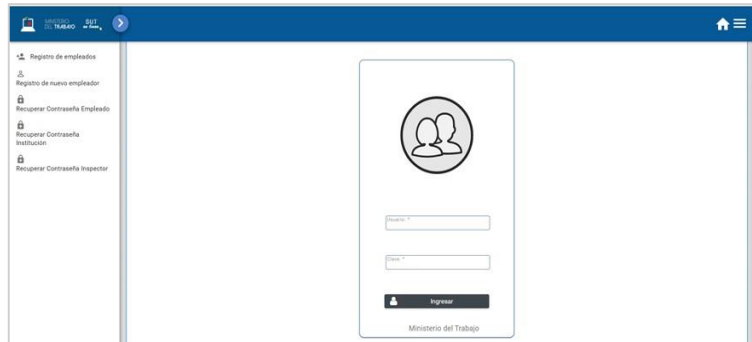 MINISTERIO
DEL TRABAJO
SUT
Registro de empleados
Registro de nuevo empleador
Recuperar Contraseña Empleado
Recuperar Contraseña
Institución
Recuperar Contraseña Inspector
Usuario: *
Clave: *
Ingresar
Ministerio del Trabajo